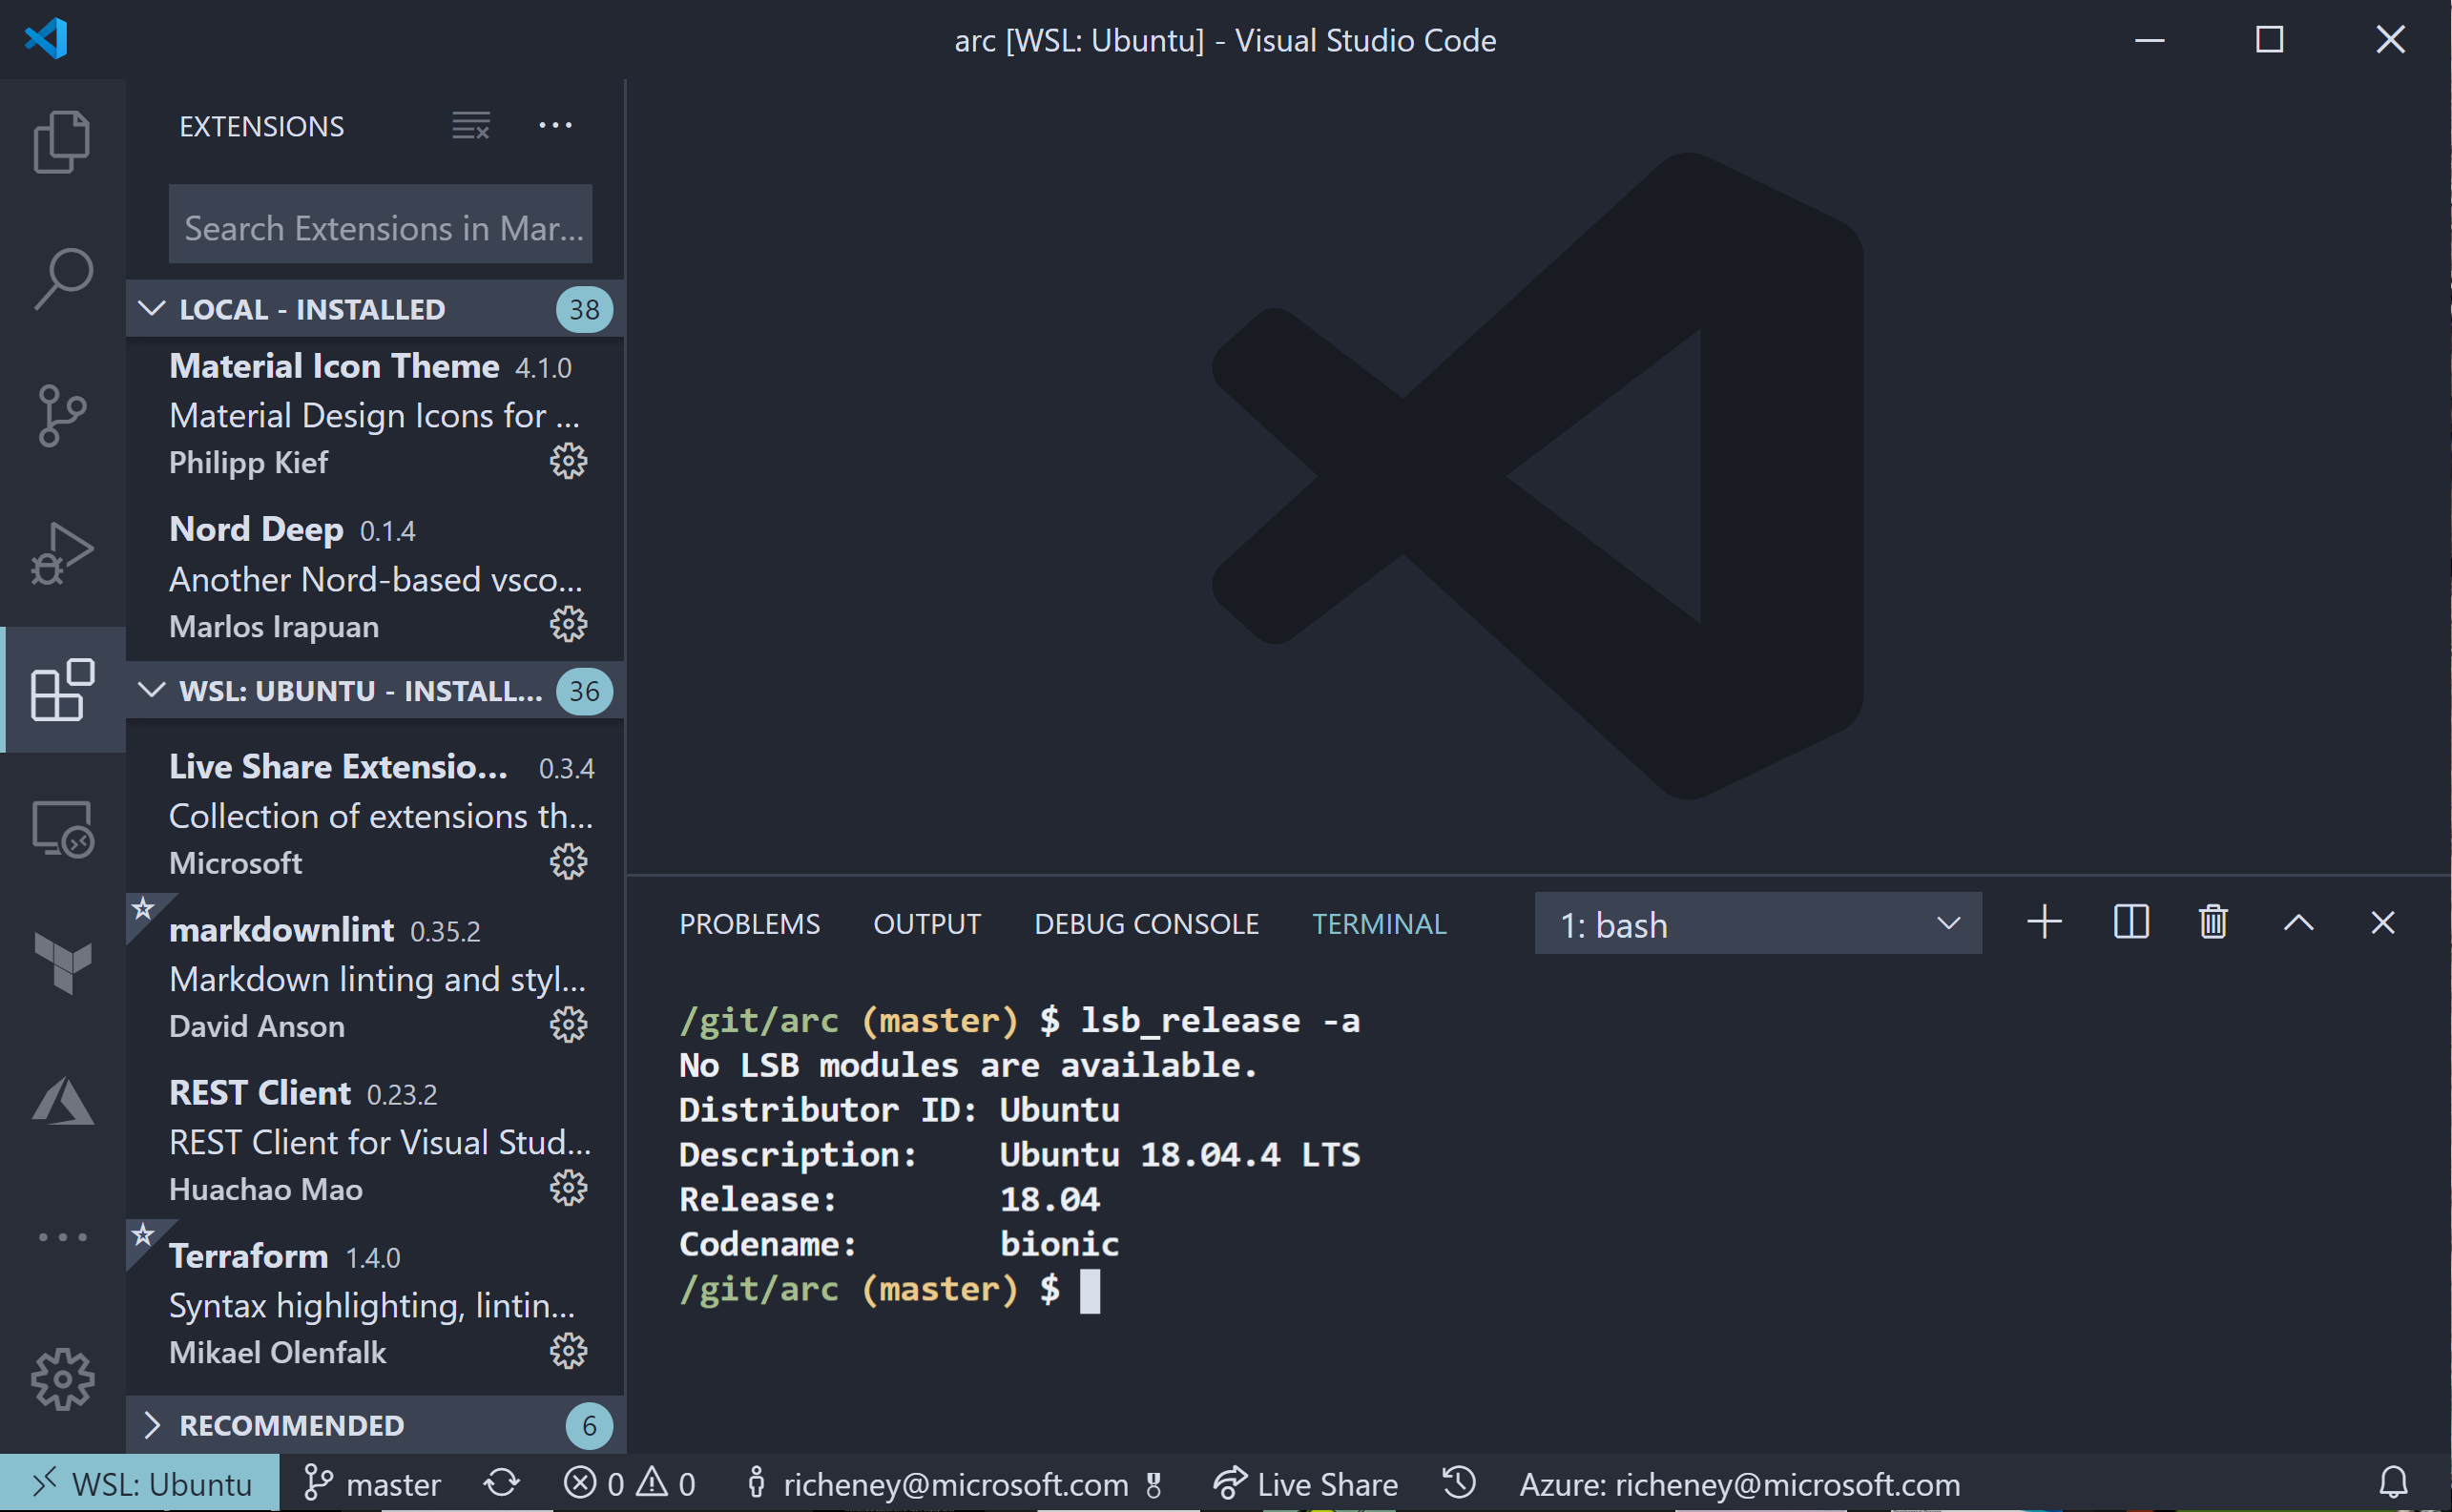 arc [WSL: Ubuntu] - Visual Studio Code
EXTENSIONS
Search Extensions in Mar...
LOCAL - INSTALLED 38
Material Icon Theme 4.1.0
Material Design Icons for ...
Philipp Kief
Nord Deep 0.1.4
Another Nord-based vsco...
Marlos Irapuan
WSL: UBUNTU - INSTALL... 36
Live Share Extensio... 0.3.4
Collection of extensions th...
Microsoft
markdownlint 0.35.2
Markdown linting and styl...
David Anson
REST Client 0.23.2
REST Client for Visual Stud...
Huachao Mao
Terraform 1.4.0
Syntax highlighting, lintin...
Mikael Olenfalk
RECOMMENDED 6
PROBLEMS OUTPUT DEBUG CONSOLE TERMINAL 1: bash
/git/arc (master) $ lsb_release -a
No LSB modules are available.
Distributor ID: Ubuntu
Description: Ubuntu 18.04.4 LTS
Release: 18.04
Codename: bionic
/git/arc (master) $
WSL: Ubuntu master 0 0 richeney@microsoft.com Live Share Azure: richeney@microsoft.com